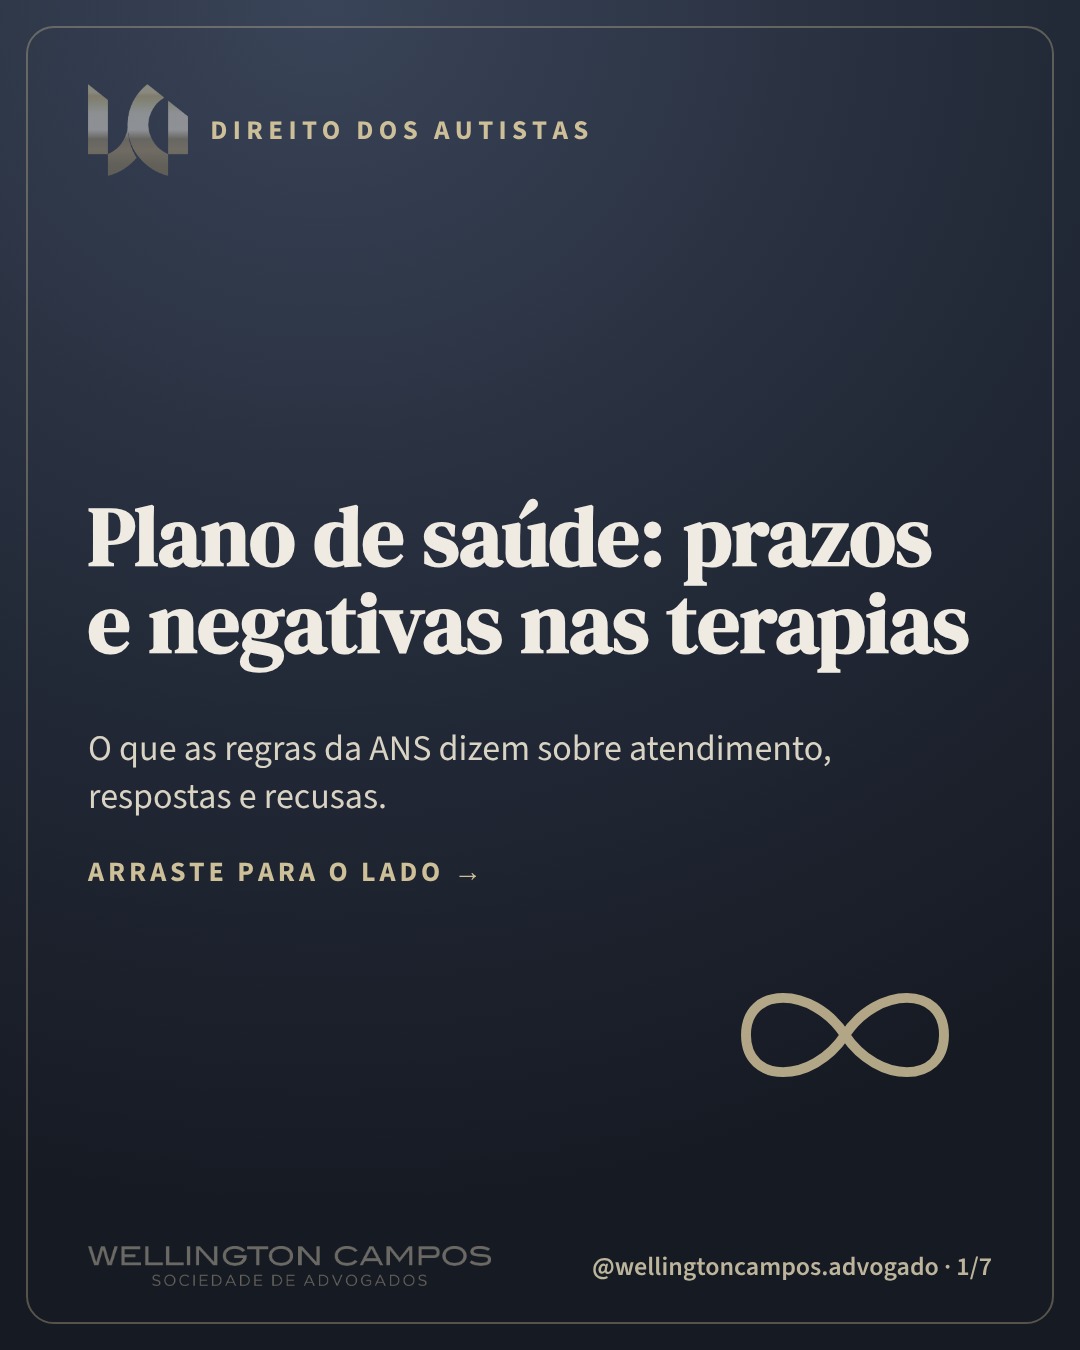 DIREITO DOS AUTISTAS
Plano de saúde: prazos
e negativas nas terapias
O que as regras da ANS dizem sobre atendimento,
respostas e recusas.
ARRASTE PARA O LADO →
WELLINGTON CAMPOS
SOCIEDADE DE ADVOGADOS
@wellingtoncampos.advogado · 1/7